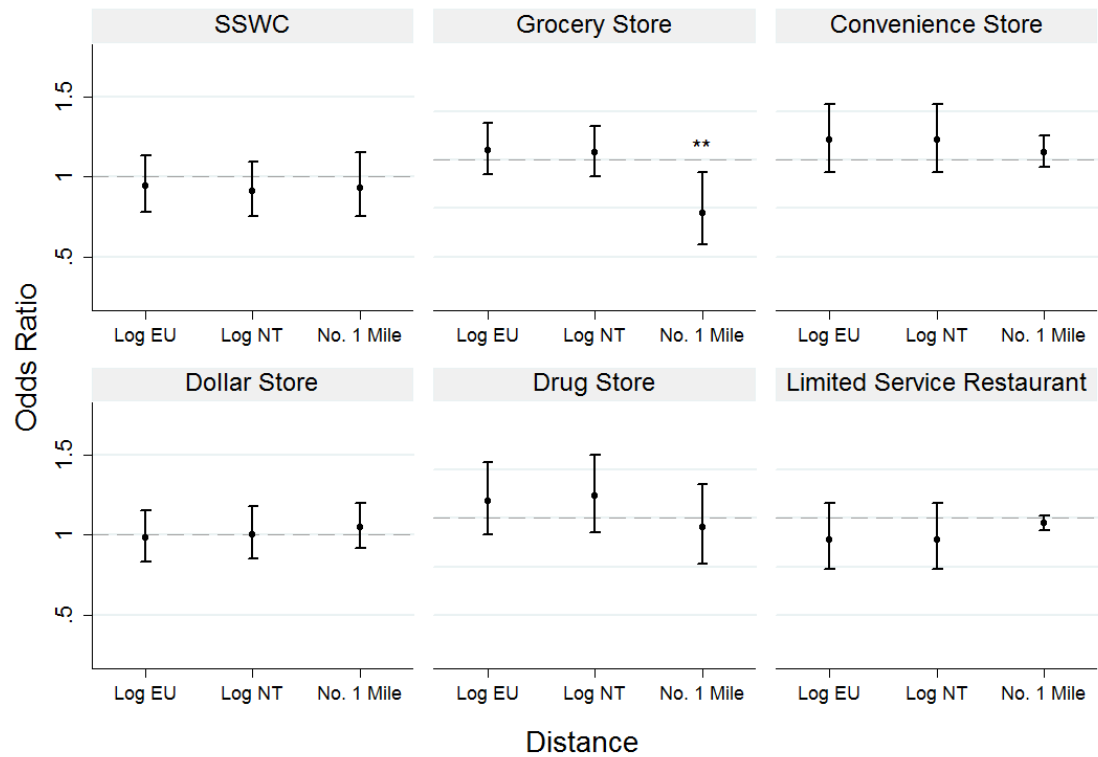 SSWC
Grocery Store
Convenience Store
1.5
1
.5
**
Log EU
Log NT
No. 1 Mile
Log EU
Log NT
No. 1 Mile
Log EU
Log NT
No. 1 Mile
Odds Ratio
Dollar Store
Drug Store
Limited Service Restaurant
1.5
1
.5
Log EU
Log NT
No. 1 Mile
Log EU
Log NT
No. 1 Mile
Log EU
Log NT
No. 1 Mile
Distance